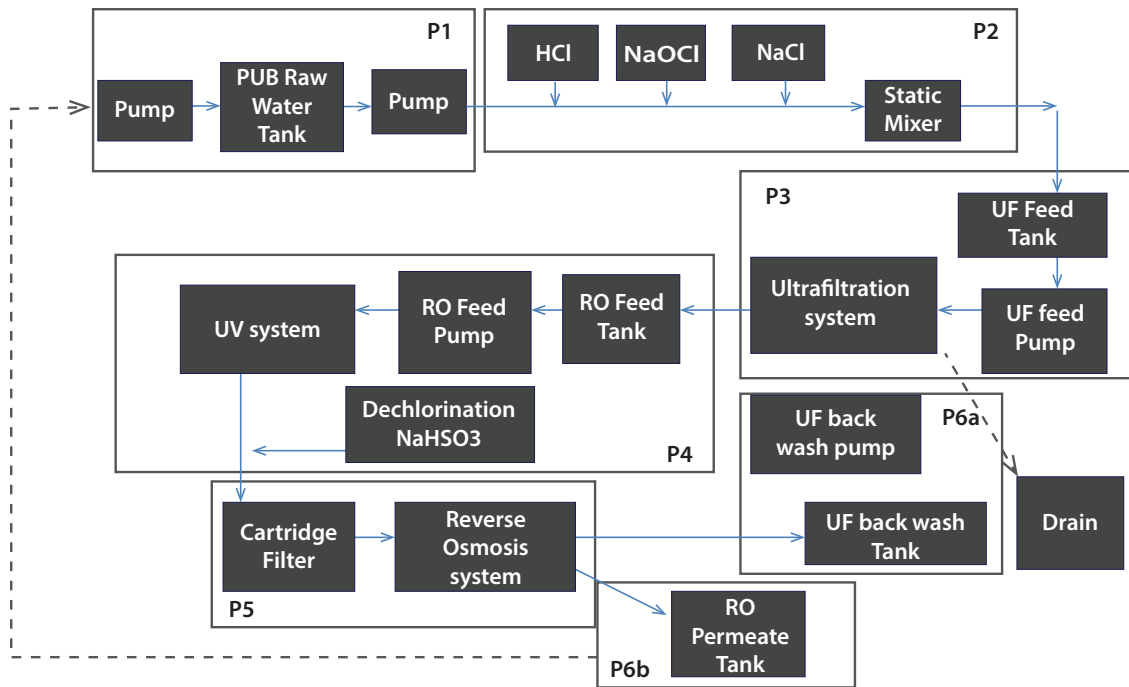 P1
Pump
PUB Raw
Water
Tank
Pump
P2
HCl
NaOCl
NaCl
Static
Mixer
P3
UF Feed
Tank
UF feed
Pump
Ultrafiltration
system
RO Feed
Tank
RO Feed
Pump
UV system
Dechlorination
NaHSO3
P4
UF back
wash pump
P6a
UF back wash
Tank
Drain
Cartridge
Filter
Reverse
Osmosis
system
P5
RO
Permeate
Tank
P6b